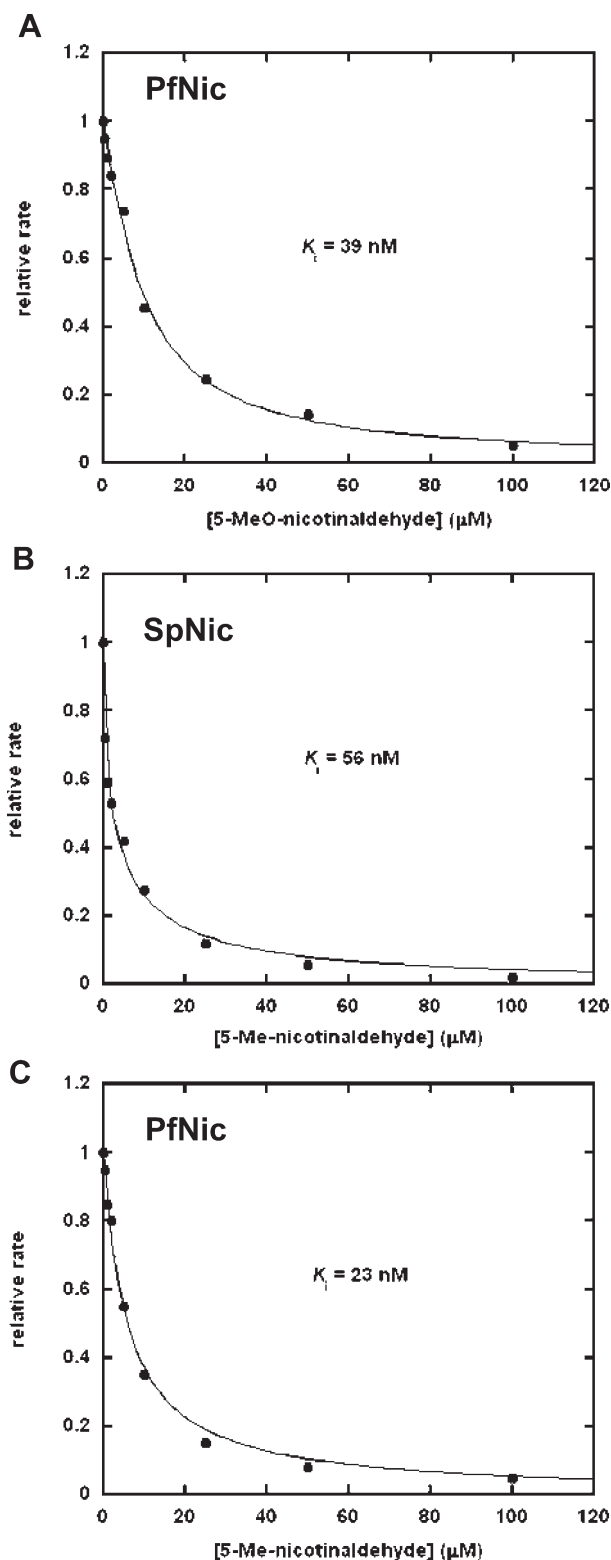 A
PfNic
1.2
1
0.8
0.6
0.4
0.2
0
relative rate
Ki = 39 nM
0 20 40 60 80 100 120
[5-MeO-nicotinaldehyde] (μM)
B
SpNic
1.2
1
0.8
0.6
0.4
0.2
0
relative rate
Ki = 56 nM
0 20 40 60 80 100 120
[5-Me-nicotinaldehyde] (μM)
C
PfNic
1.2
1
0.8
0.6
0.4
0.2
0
relative rate
Ki = 23 nM
0 20 40 60 80 100 120
[5-Me-nicotinaldehyde] (μM)